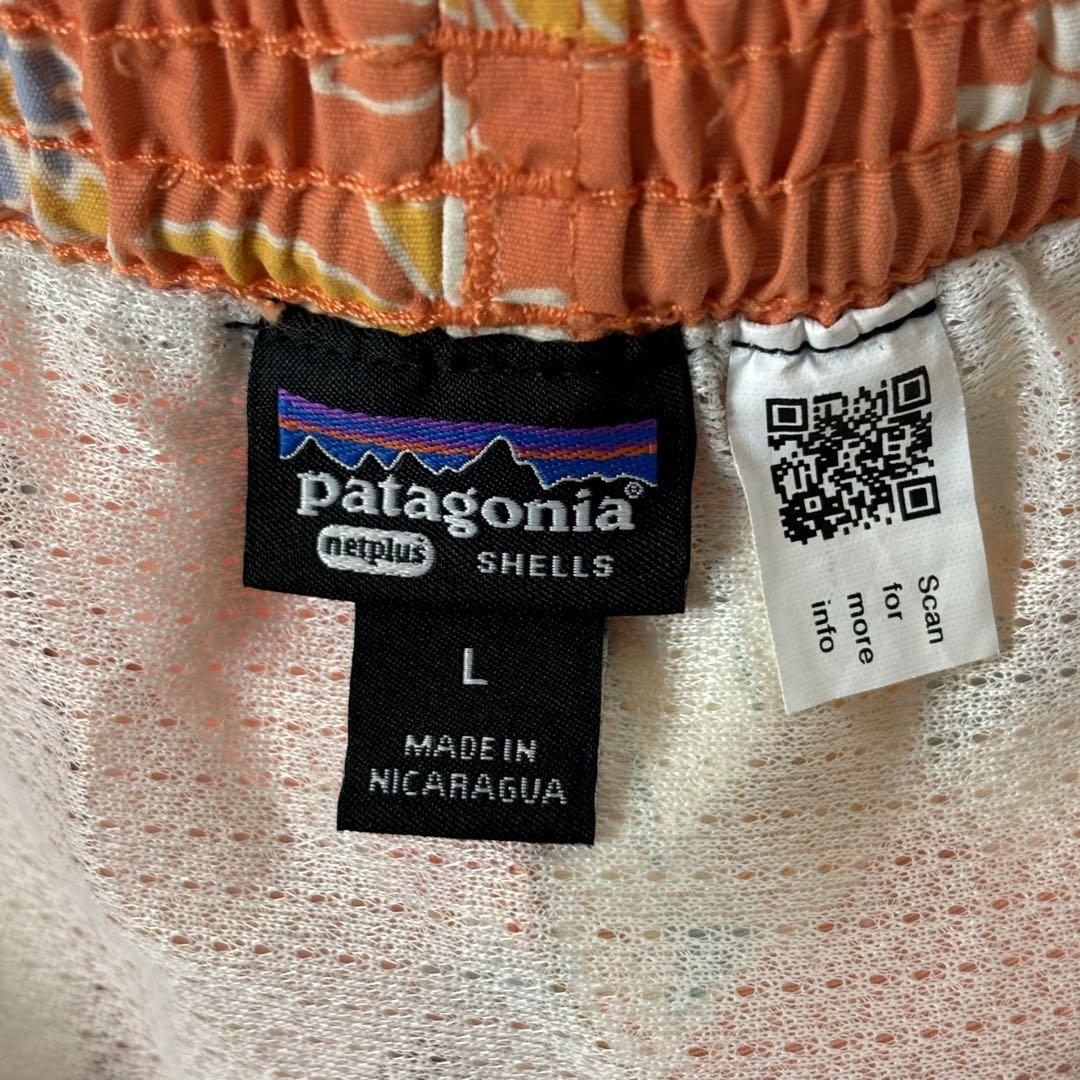 patagonia®
netplus SHELLS
L
MADE IN
NICARAGUA
Scan
for
more
info